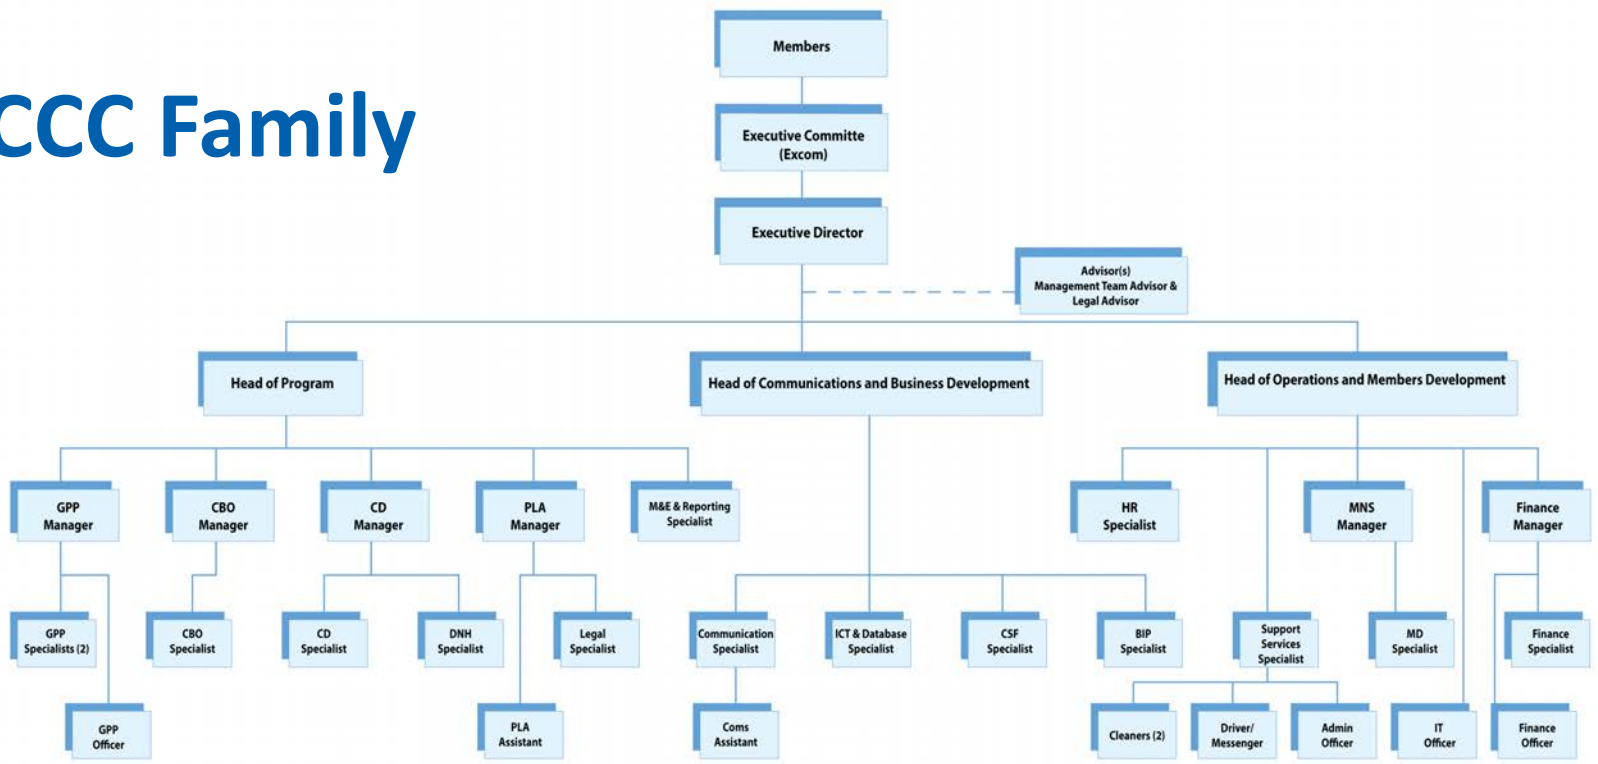 Members
CCC Family
Executive Committe
(Excom)
Executive Director
Advisor(s)
Management Team Advisor &
Legal Advisor
Head of Program
Head of Communications and Business Development
Head of Operations and Members Development
GPP
Manager
CBO
Manager
CD
Manager
PLA
Manager
M&E & Reporting
Specialist
HR
Specialist
MNS
Manager
Finance
Manager
GPP
Specialists (2)
CBO
Specialist
CD
Specialist
DNH
Specialist
Legal
Specialist
Communication
Specialist
ICT & Database
Specialist
CSF
Specialist
BIP
Specialist
Support
Services
Specialist
MD
Specialist
Finance
Specialist
GPP
Officer
PLA
Assistant
Coms
Assistant
Cleaners (2)
Driver/
Messenger
Admin
Officer
IT
Officer
Finance
Officer